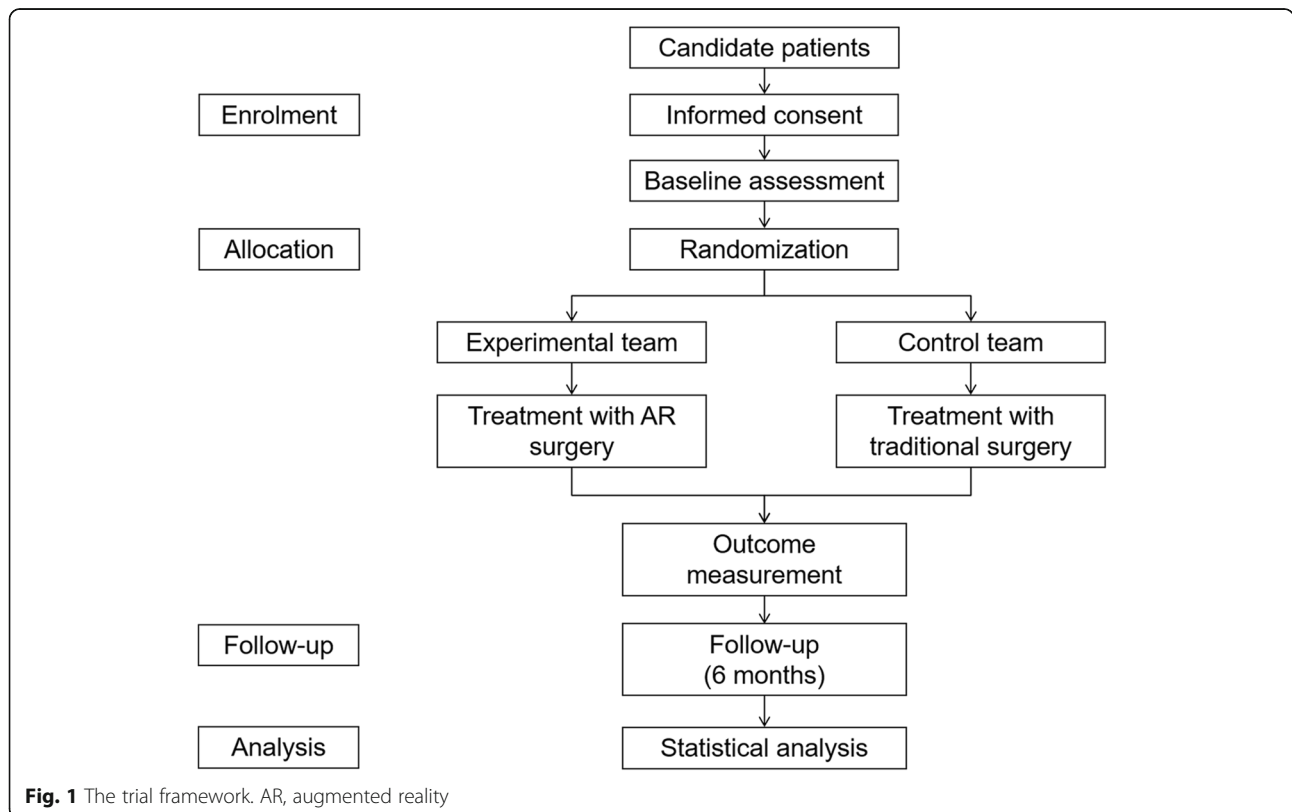 Candidate patients
Enrolment
Informed consent
Baseline assessment
Allocation
Randomization
Experimental team
Control team
Treatment with AR
surgery
Treatment with
traditional surgery
Outcome
measurement
Follow-up
Follow-up
(6 months)
Analysis
Statistical analysis
Fig. 1 The trial framework. AR, augmented reality